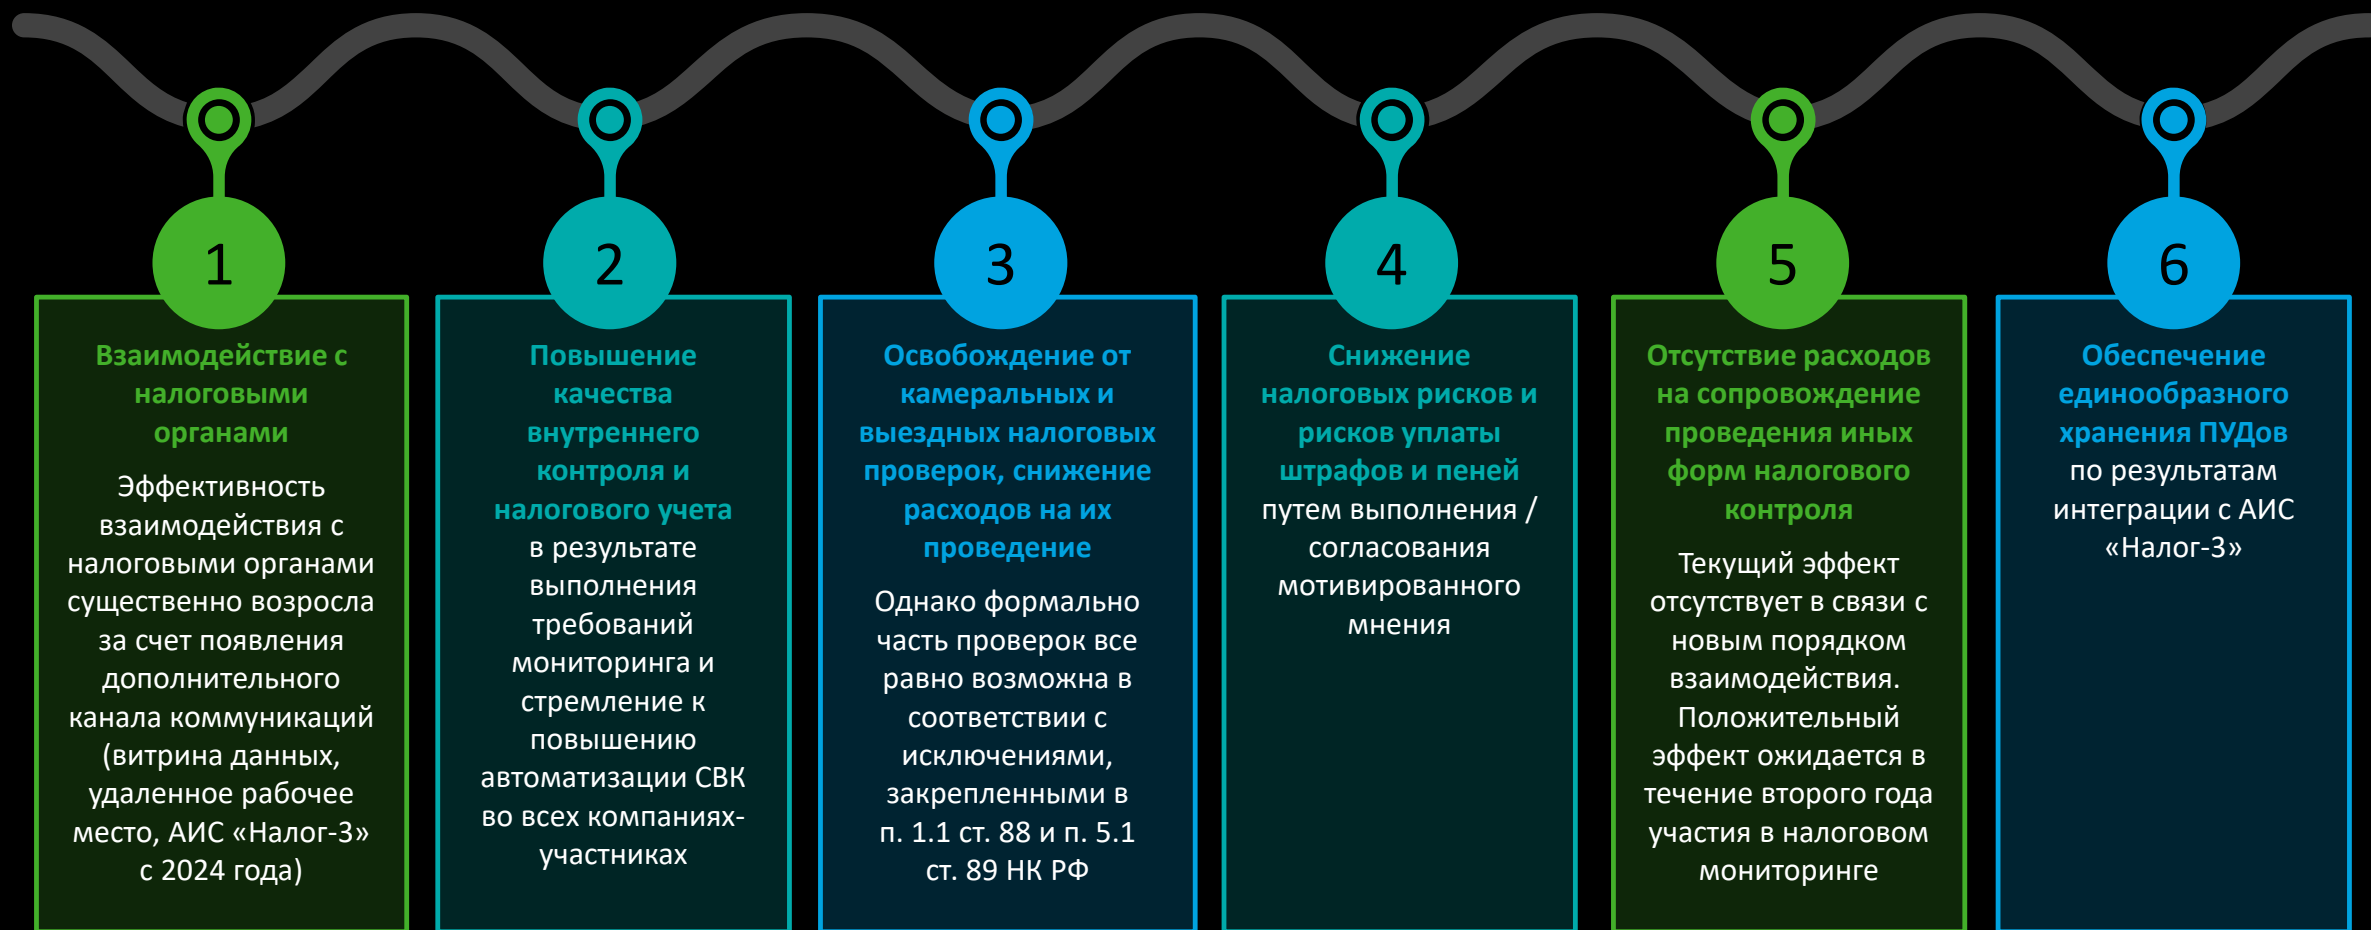 1
Взаимодействие с
налоговыми
органами
Эффективность
взаимодействия с
налоговыми органами
существенно возросла
за счет появления
дополнительного
канала коммуникаций
(витрина данных,
удаленное рабочее
место, АИС «Налог-3»
с 2024 года)
2
Повышение
качества
внутреннего
контроля и
налогового учета
в результате
выполнения
требований
мониторинга и
стремление к
повышению
автоматизации СВК
во всех компаниях-
участниках
3
Освобождение от
камеральных и
выездных налоговых
проверок, снижение
расходов на их
проведение
Однако формально
часть проверок все
равно возможна в
соответствии с
исключениями,
закрепленными в
п. 1.1 ст. 88 и п. 5.1
ст. 89 НК РФ
4
Снижение
налоговых рисков и
рисков уплаты
штрафов и пеней
путем выполнения /
согласования
мотивированного
мнения
5
Отсутствие расходов
на сопровождение
проведения иных
форм налогового
контроля
Текущий эффект
отсутствует в связи с
новым порядком
взаимодействия.
Положительный
эффект ожидается в
течение второго года
участия в налоговом
мониторинге
6
Обеспечение
единообразного
хранения ПУДов
по результатам
интеграции с АИС
«Налог-3»